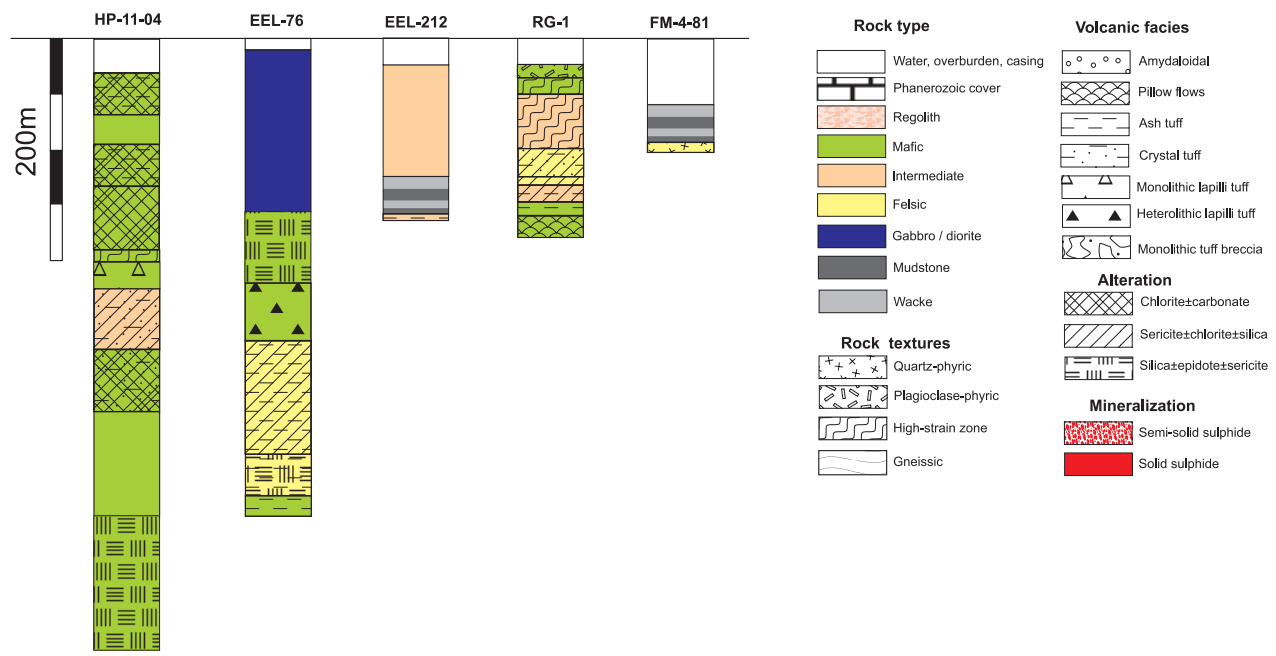 HP-11-04
EEL-76
EEL-212
RG-1
FM-4-81
200m
Rock type
Water, overburden, casing
Phanerozoic cover
Regolith
Mafic
Intermediate
Felsic
Gabbro / diorite
Mudstone
Wacke
Rock textures
Quartz-phyric
Plagioclase-phyric
High-strain zone
Gneissic
Volcanic facies
Amydaloidal
Pillow flows
Ash tuff
Crystal tuff
Monolithic lapilli tuff
Heterolithic lapilli tuff
Monolithic tuff breccia
Alteration
Chlorite±carbonate
Sericite±chlorite±silica
Silica±epidote±sericite
Mineralization
Semi-solid sulphide
Solid sulphide